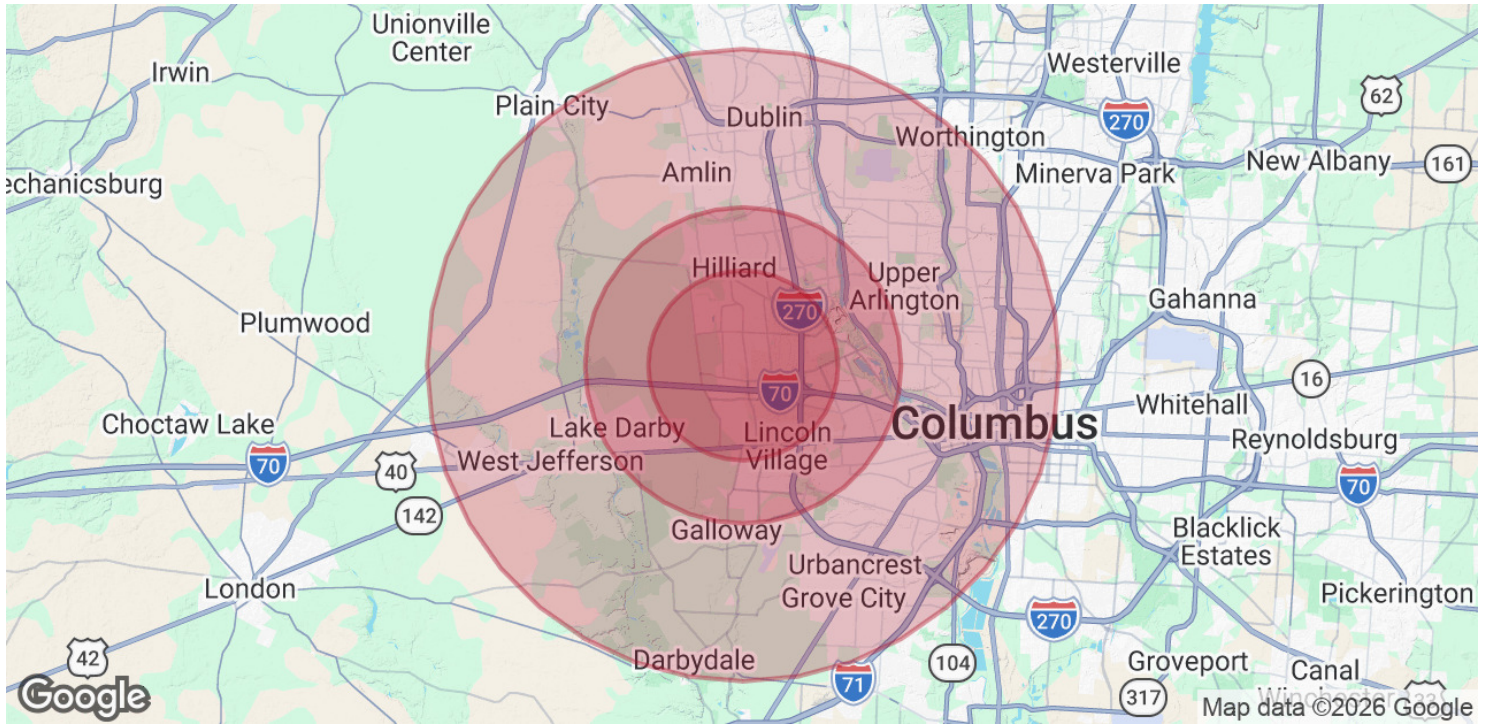 Unionville
Center
Irwin
Westerville
62
Plain City
Dublin
270
Worthington
Amlin
Minerva Park
New Albany
161
echanicsburg
Hilliard
Upper
Arlington
270
Gahanna
Plumwood
70
16
Whitehall
Choctaw Lake
Lake Darby
Lincoln
Village
Columbus
Reynoldsburg
70
40
West Jefferson
70
142
Galloway
Blacklick
Estates
Urbancrest
London
Grove City
Pickerington
270
42
Darbydale
104
Groveport
Canal
Google
71
317
Winchester
Map data ©2026 Google